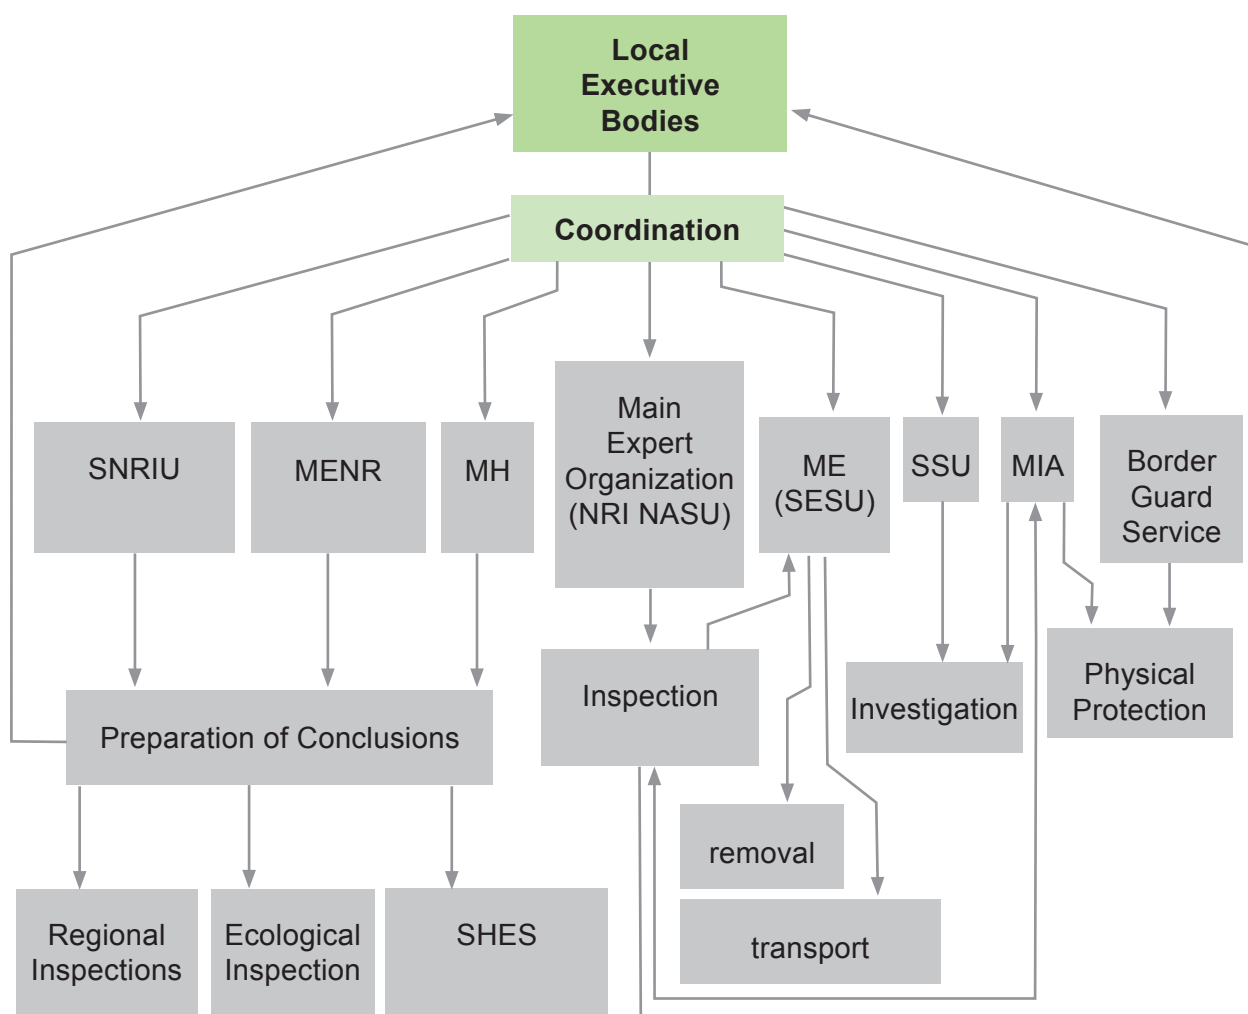 Local
Executive
Bodies
Coordination
SNRIU
MENR
MH
Main
Expert
Organization
(NRI NASU)
ME
(SESU)
SSU
MIA
Border
Guard
Service
Preparation of Conclusions
Inspection
Investigation
Physical
Protection
removal
transport
Regional
Inspections
Ecological
Inspection
SHES